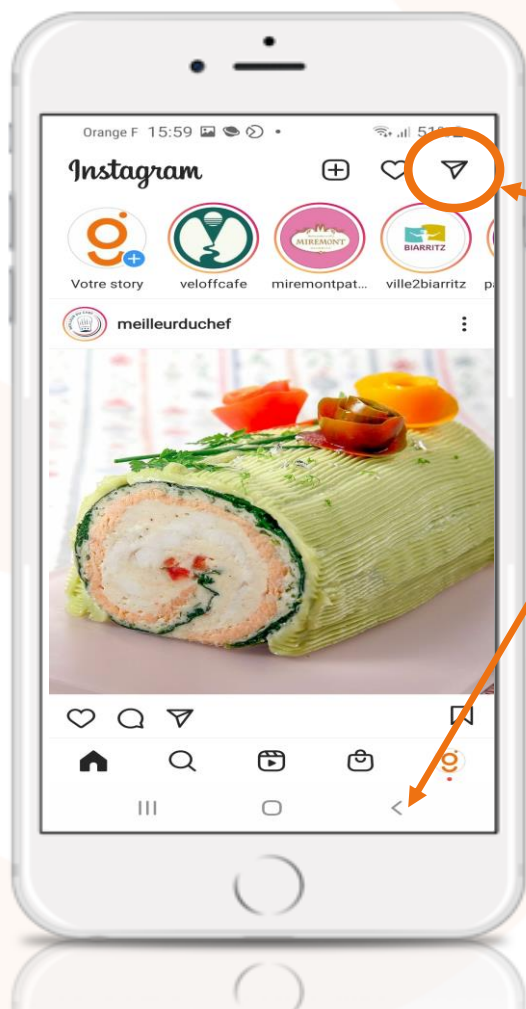 Orange F 15:59
Instagram
MIREMONT
BIARRITZ
Votre story
veloffcafe
miremontpat...
ville2biarritz
meilleurduchef